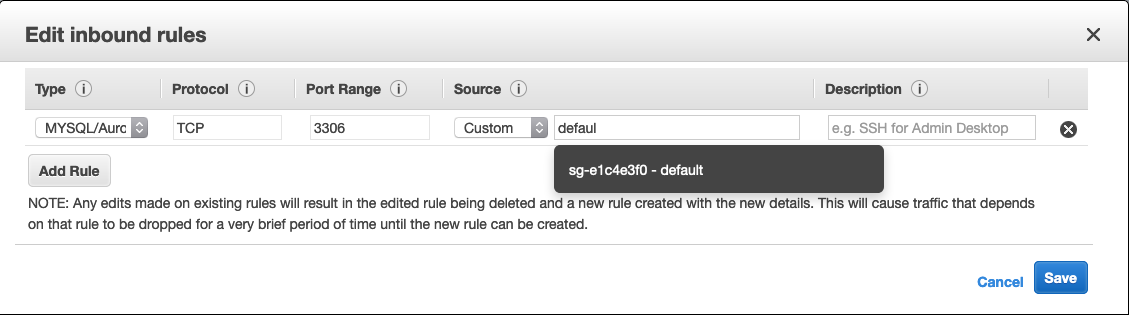 Edit inbound rules
Type Protocol Port Range Source Description
MYSQL/Auro TCP 3306 Custom defaul e.g. SSH for Admin Desktop
sg-e1c4e3f0 - default
Add Rule
NOTE: Any edits made on existing rules will result in the edited rule being deleted and a new rule created with the new details. This will cause traffic that depends
on that rule to be dropped for a very brief period of time until the new rule can be created.
Cancel Save